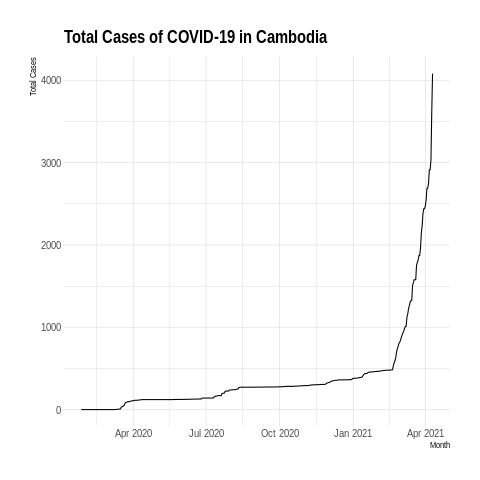 Total Cases of COVID-19 in Cambodia
Total Cases
4000
3000
2000
1000
0
Apr 2020 Jul 2020 Oct 2020 Jan 2021 Apr 2021
Month